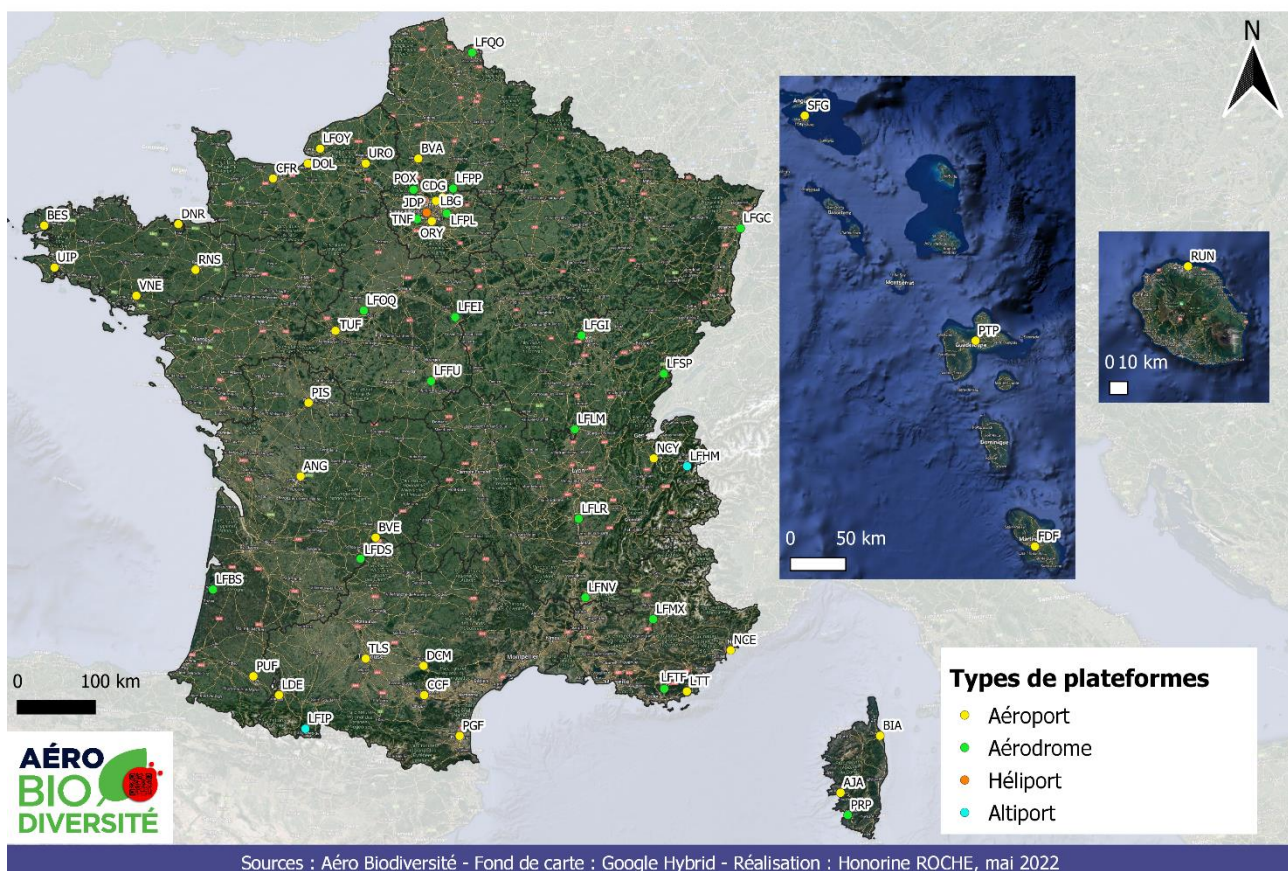 N
LFQO
SFG
LFOY
BVA
URO
DOL
CFR
CDG
LFPP
POX
JDP
LBG
TNF
LFPL
ORY
BES
DNR
LFGC
UIP
RNS
VNE
RUN
LFOQ
LFEI
TUF
LFGI
PTP
0 10 km
LFSP
LFFU
PIS
LFLM
NCY
LFHM
ANG
LFLR
BVE
LFDS
0 50 km
FDF
LFBS
LFNV
LFMX
NCE
TLS
DCM
PUF
LDE
CCF
LFTF
LTT
0 100 km
LFIP
PGF
BIA
AJA
PRP
Montserrat
Guadeloupe
Dominique
Montpellier
Types de plateformes
Aéroport
Aérodrome
Héliport
Altiport
AÉRO
BIO
DIVERSITÉ
Sources : Aéro Biodiversité - Fond de carte : Google Hybrid - Réalisation : Honorine ROCHE, mai 2022